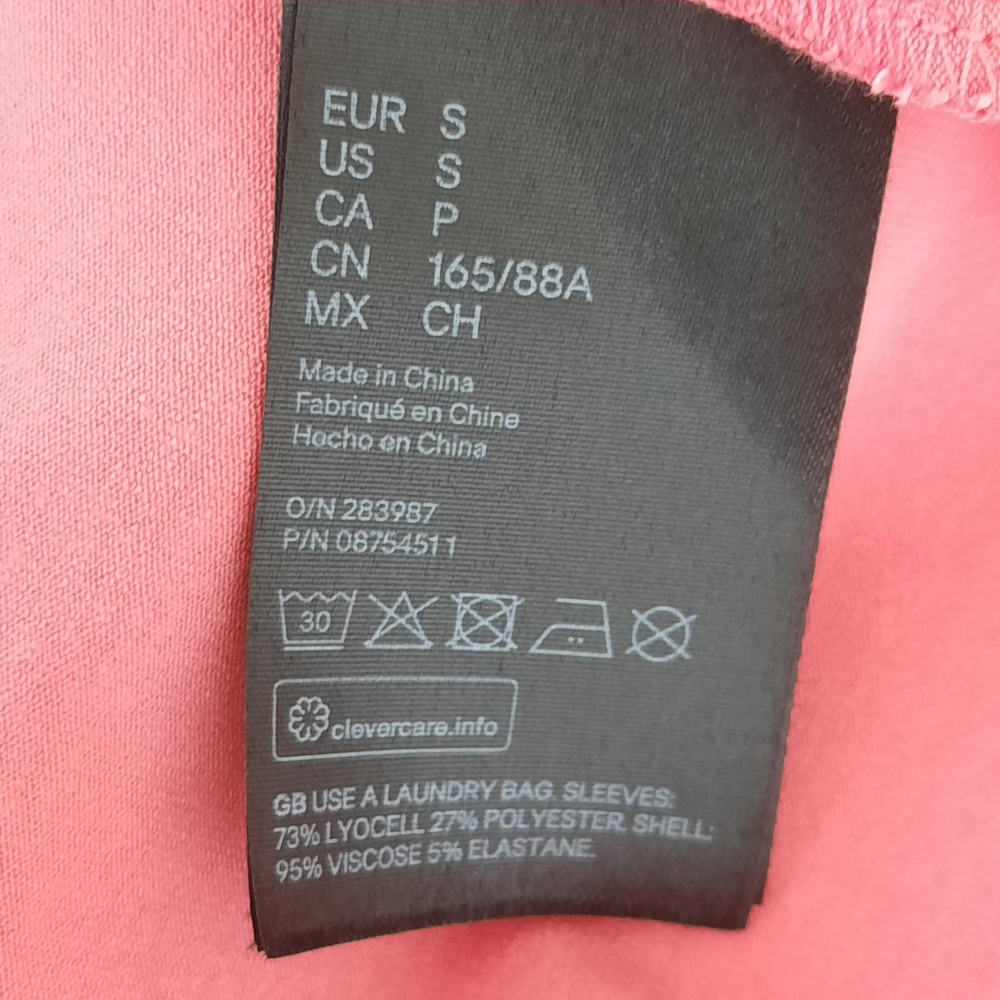 EUR S
US S
CA P
CN 165/88A
MX CH
Made in China
Fabriqué en Chine
Hecho en China
O/N 283987
P/N 08754511
30
clevercare.info
GB USE A LAUNDRY BAG. SLEEVES:
73% LYOCELL 27% POLYESTER. SHELL:
95% VISCOSE 5% ELASTANE.